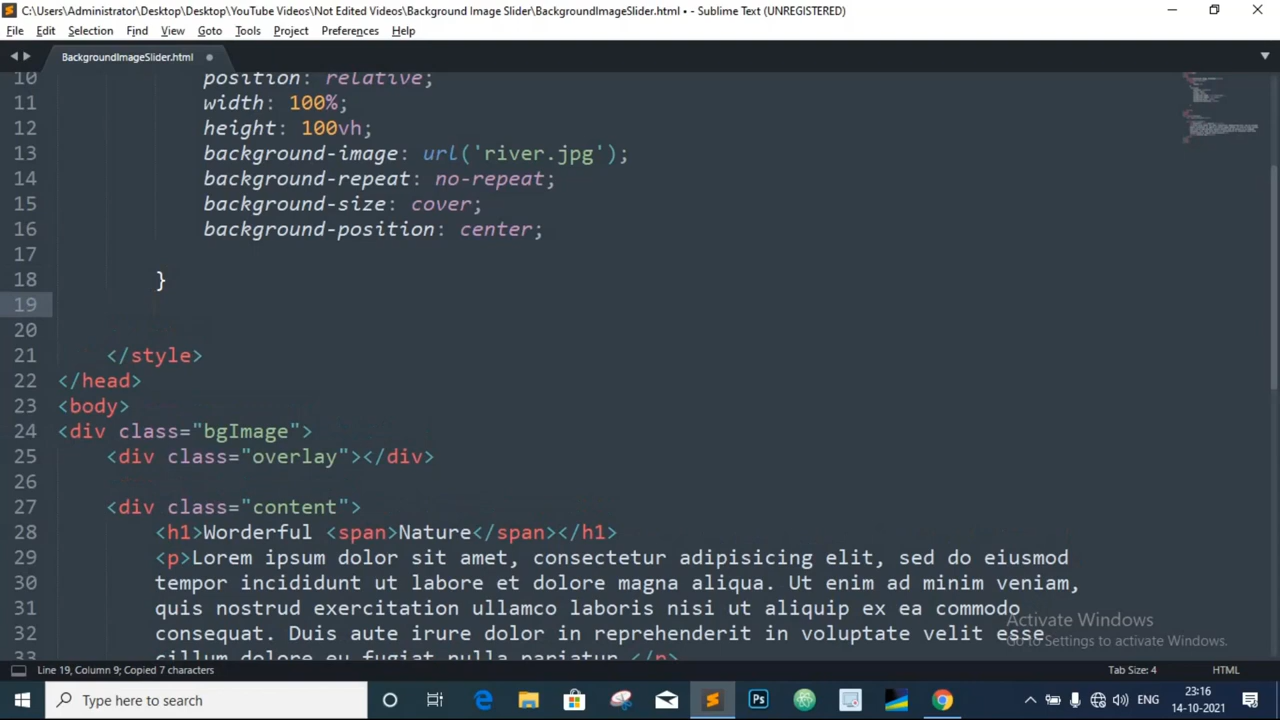 C:\Users\Administrator\Desktop\Desktop\YouTube Videos\Not Edited Videos\Background Image Slider\BackgroundImageSlider.html • - Sublime Text (UNREGISTERED)
File Edit Selection Find View Goto Tools Project Preferences Help
BackgroundImageSlider.html
10 position: relative;
11 width: 100%;
12 height: 100vh;
13 background-image: url('river.jpg');
14 background-repeat: no-repeat;
15 background-size: cover;
16 background-position: center;
17
18 }
19
20
21 </style>
22 </head>
23 <body>
24 <div class="bgImage">
25 <div class="overlay"></div>
26
27 <div class="content">
28 <h1>Worderful <span>Nature</span></h1>
29 <p>Lorem ipsum dolor sit amet, consectetur adipisicing elit, sed do eiusmod
30 tempor incididunt ut labore et dolore magna aliqua. Ut enim ad minim veniam,
31 quis nostrud exercitation ullamco laboris nisi ut aliquip ex ea commodo
32 consequat. Duis aute irure dolor in reprehenderit in voluptate velit esse
33 cillum dolore eu fugiat nulla pariatur.</p>
Activate Windows
Go to Settings to activate Windows.
Line 19, Column 9; Copied 7 characters Tab Size: 4 HTML
Type here to search Ps ENG 23:16
14-10-2021